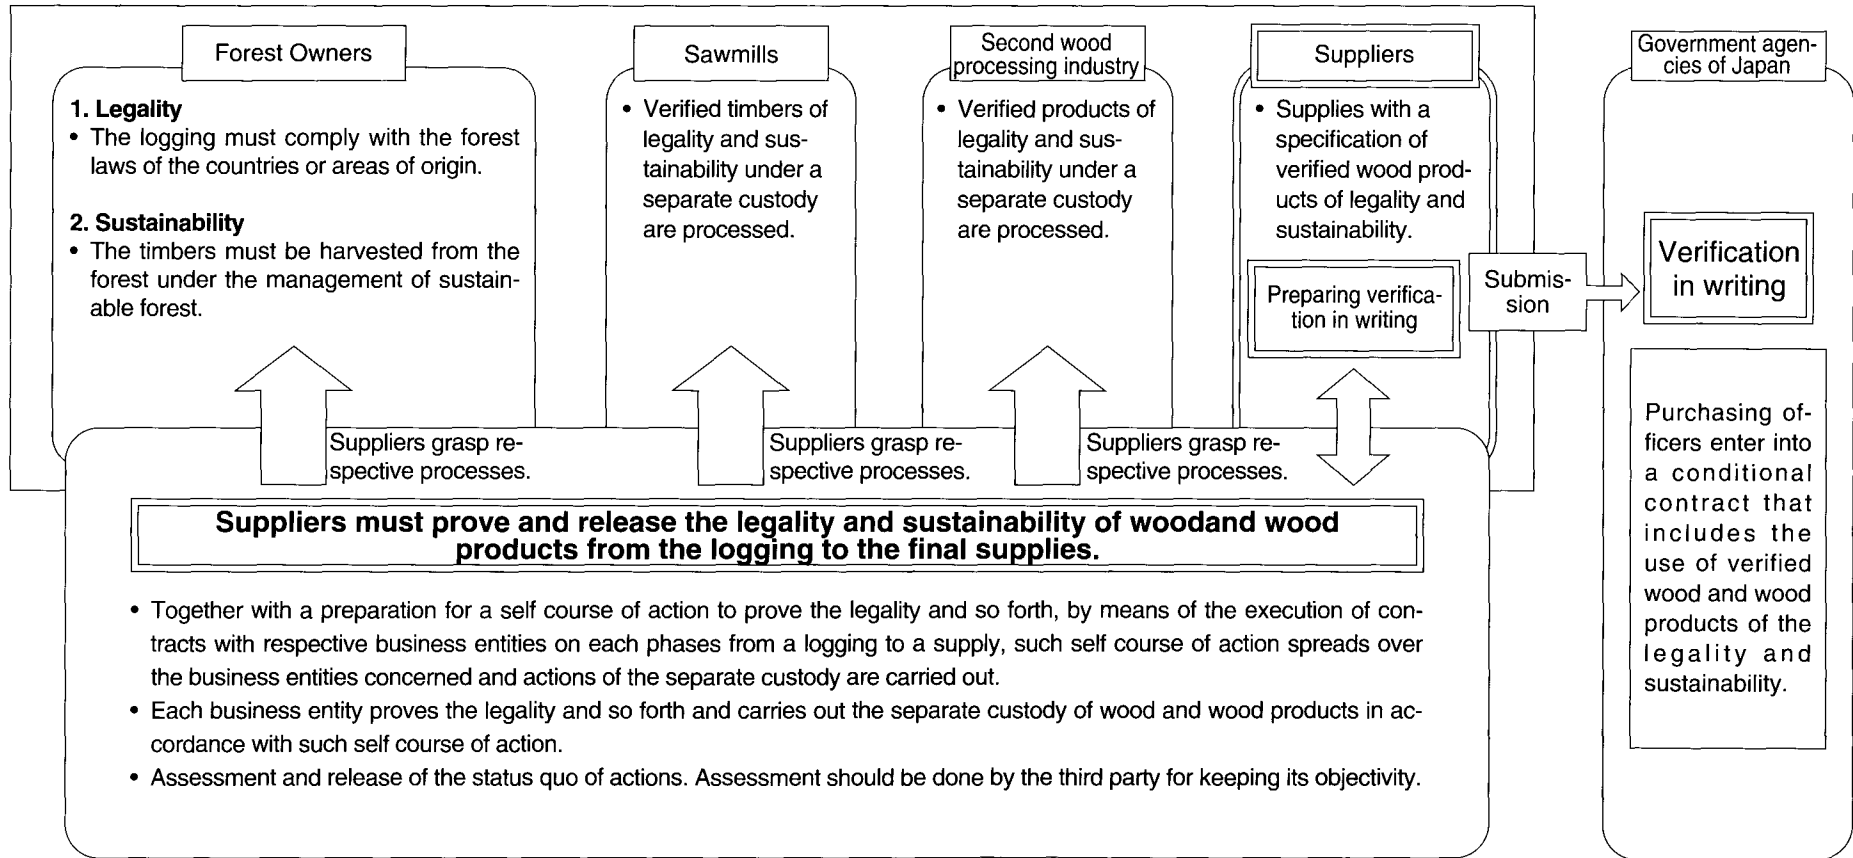 Forest Owners
1. Legality
• The logging must comply with the forest
laws of the countries or areas of origin.
2. Sustainability
• The timbers must be harvested from the
forest under the management of sustain-
able forest.
Sawmills
• Verified timbers of
legality and sus-
tainability under a
separate custody
are processed.
Second wood
processing industry
• Verified products of
legality and sus-
tainability under a
separate custody
are processed.
Suppliers
• Supplies with a
specification of
verified wood prod-
ucts of legality and
sustainability.
Preparing verifica-
tion in writing
Submis-
sion
Government agen-
cies of Japan
Verification
in writing
Purchasing of-
ficers enter into
a conditional
contract that
includes the
use of verified
wood and wood
products of the
legality and
sustainability.
Suppliers grasp re-
spective processes.
Suppliers grasp re-
spective processes.
Suppliers grasp re-
spective processes.
Suppliers must prove and release the legality and sustainability of woodand wood
products from the logging to the final supplies.
• Together with a preparation for a self course of action to prove the legality and so forth, by means of the execution of con-
tracts with respective business entities on each phases from a logging to a supply, such self course of action spreads over
the business entities concerned and actions of the separate custody are carried out.
• Each business entity proves the legality and so forth and carries out the separate custody of wood and wood products in ac-
cordance with such self course of action.
• Assessment and release of the status quo of actions. Assessment should be done by the third party for keeping its objectivity.